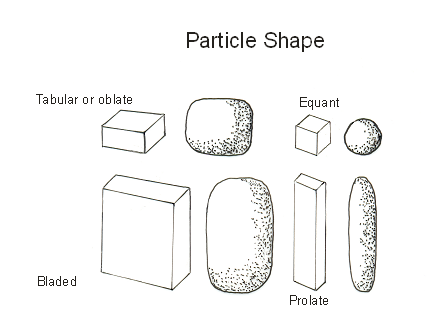 Particle Shape
Tabular or oblate
Equant
Bladed
Prolate